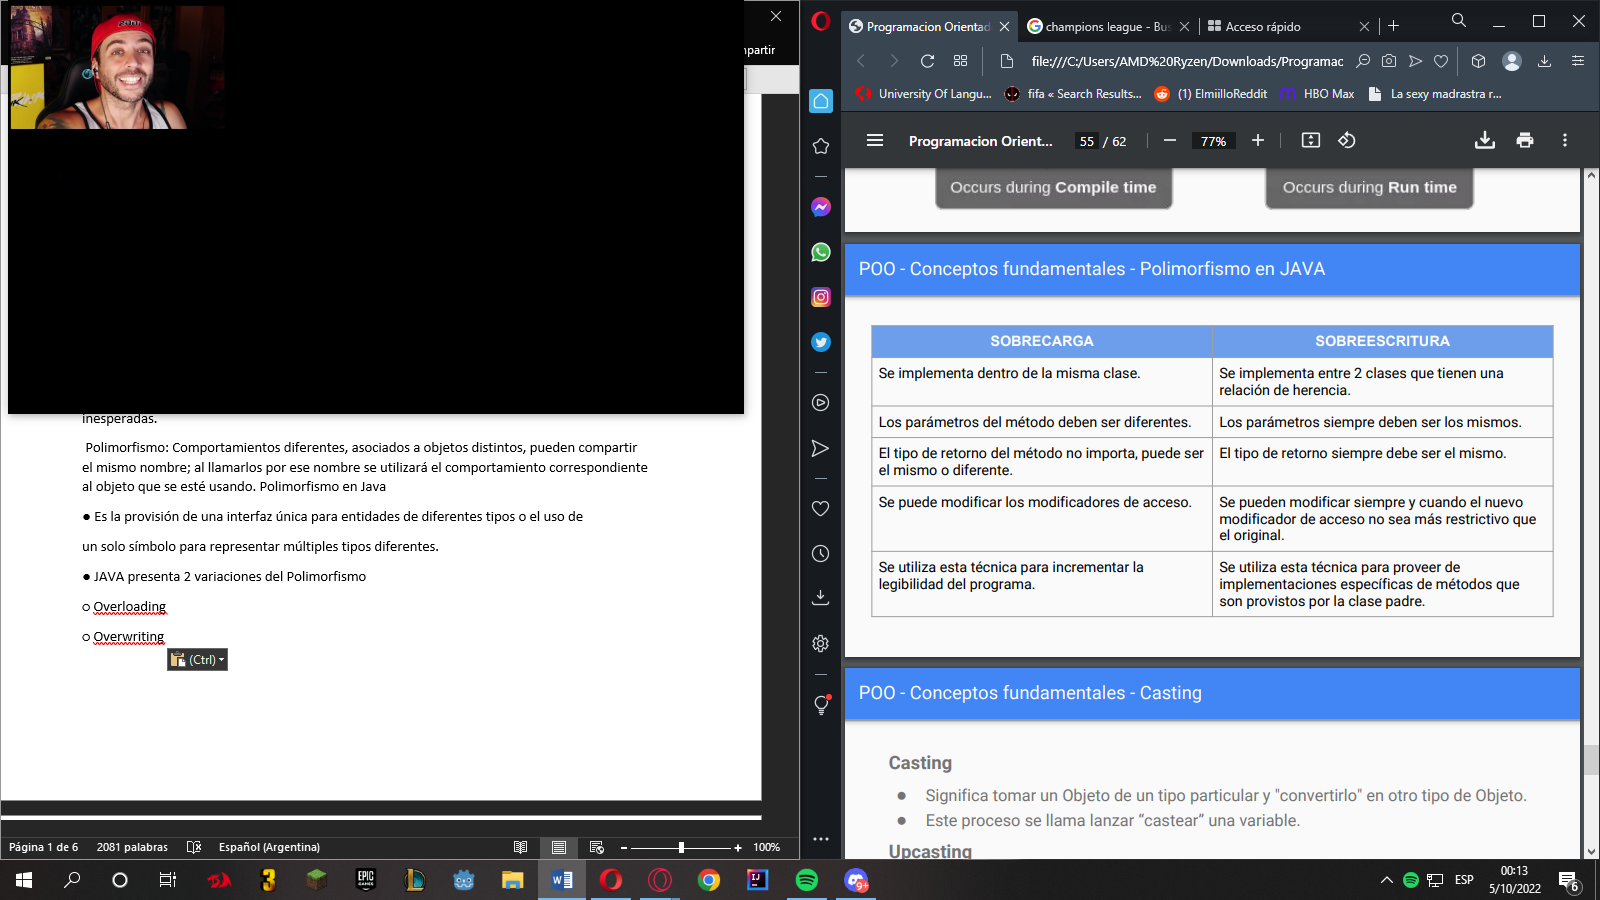 mpartir
inesperadas.
Polimorfismo: Comportamientos diferentes, asociados a objetos distintos, pueden compartir
el mismo nombre; al llamarlos por ese nombre se utilizará el comportamiento correspondiente
al objeto que se esté usando. Polimorfismo en Java
● Es la provisión de una interfaz única para entidades de diferentes tipos o el uso de
un solo símbolo para representar múltiples tipos diferentes.
● JAVA presenta 2 variaciones del Polimorfismo
o Overloading
o Overwriting
(Ctrl)
Página 1 de 6 2081 palabras Español (Argentina) 100%
Programacion Orientad champions league - Bus Acceso rápido
file:///C:/Users/AMD%20Ryzen/Downloads/Programac
University Of Langu... fifa « Search Results... (1) ElmiilloReddit HBO Max La sexy madrastra r...
Programacion Orient... 55 / 62 77%
Occurs during Compile time Occurs during Run time
POO - Conceptos fundamentales - Polimorfismo en JAVA
SOBRECARGA SOBREESCRITURA
Se implementa dentro de la misma clase.
Se implementa entre 2 clases que tienen una
relación de herencia.
Los parámetros del método deben ser diferentes.
Los parámetros siempre deben ser los mismos.
El tipo de retorno del método no importa, puede ser
el mismo o diferente.
El tipo de retorno siempre debe ser el mismo.
Se puede modificar los modificadores de acceso.
Se pueden modificar siempre y cuando el nuevo
modificador de acceso no sea más restrictivo que
el original.
Se utiliza esta técnica para incrementar la
legibilidad del programa.
Se utiliza esta técnica para proveer de
implementaciones específicas de métodos que
son provistos por la clase padre.
POO - Conceptos fundamentales - Casting
Casting
● Significa tomar un Objeto de un tipo particular y "convertirlo" en otro tipo de Objeto.
● Este proceso se llama lanzar “castear” una variable.
Upcasting
3
EPIC
GAMES
W
IJ
9+
ESP
00:13
5/10/2022
6